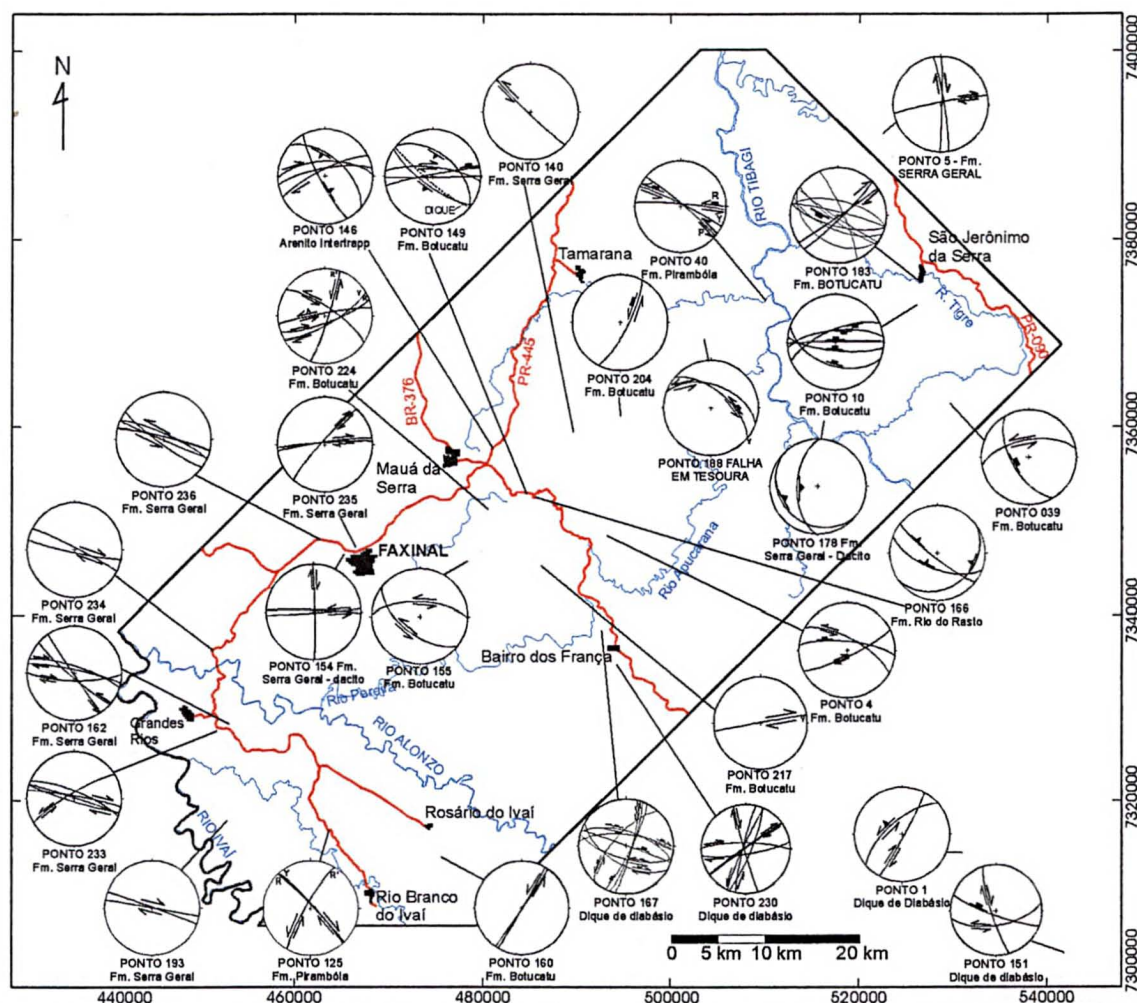 N
PONTO 140
Fm. Serra Geral
PONTO 5 - Fm.
SERRA GERAL
PONTO 146
Arenito Intertrapp
DIQUE
PONTO 149
Fm. Botucatu
R
P
PONTO 40
Fm. Pirambóia
RIO TIBAGI
PONTO 183
Fm. BOTUCATU
São Jerônimo
da Serra
R. Tigre
PR-090
Tamarana
R'
PONTO 224
Fm. Botucatu
BR-376
PR-445
PONTO 204
Fm. Botucatu
PONTO 10
Fm. Botucatu
PONTO 188 FALHA
EM TESOURA
PONTO 236
Fm. Serra Geral
Mauá da
Serra
PONTO 235
Fm. Serra Geral
PONTO 178 Fm.
Serra Geral - Dacito
PONTO 039
Fm. Botucatu
FAXINAL
Rio Apucarana
PONTO 234
Fm. Serra Geral
PONTO 154 Fm.
Serra Geral - dacito
PONTO 155
Fm. Botucatu
PONTO 166
Fm. Rio do Rasto
Bairro dos França
PONTO 4
Fm. Botucatu
PONTO 162
Fm. Serra Geral
Grandes
Rios
Rio Pereira
RIO ALONZO
PONTO 217
Fm. Botucatu
PONTO 233
Fm. Serra Geral
RIO IVAÍ
Rosário do Ivaí
PONTO 193
Fm. Serra Geral
R
Y
R'
PONTO 125
Fm. Pirambóia
Rio Branco
do Ivaí
PONTO 160
Fm. Botucatu
PONTO 167
Dique de diabásio
PONTO 230
Dique de diabásio
PONTO 1
Dique de Diabásio
PONTO 151
Dique de diabásio
0 5 km 10 km 20 km
440000 460000 480000 500000 520000 540000
7400000
7380000
7360000
7340000
7320000
7300000